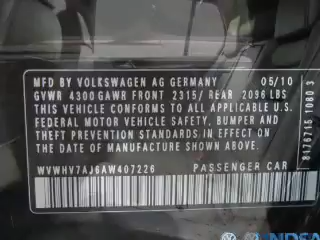 MFD BY VOLKSWAGEN AG GERMANY 05/10
GVWR 4300 GAWR FRONT 2315/ REAR 2096 LBS
THIS VEHICLE CONFORMS TO ALL APPLICABLE U.S.
FEDERAL MOTOR VEHICLE SAFETY, BUMPER, AND
THEFT PREVENTION STANDARDS IN EFFECT ON
THE DATE OF MANUFACTURE SHOWN ABOVE.
WVWHV7AJ6AW407226 PASSENGER CAR